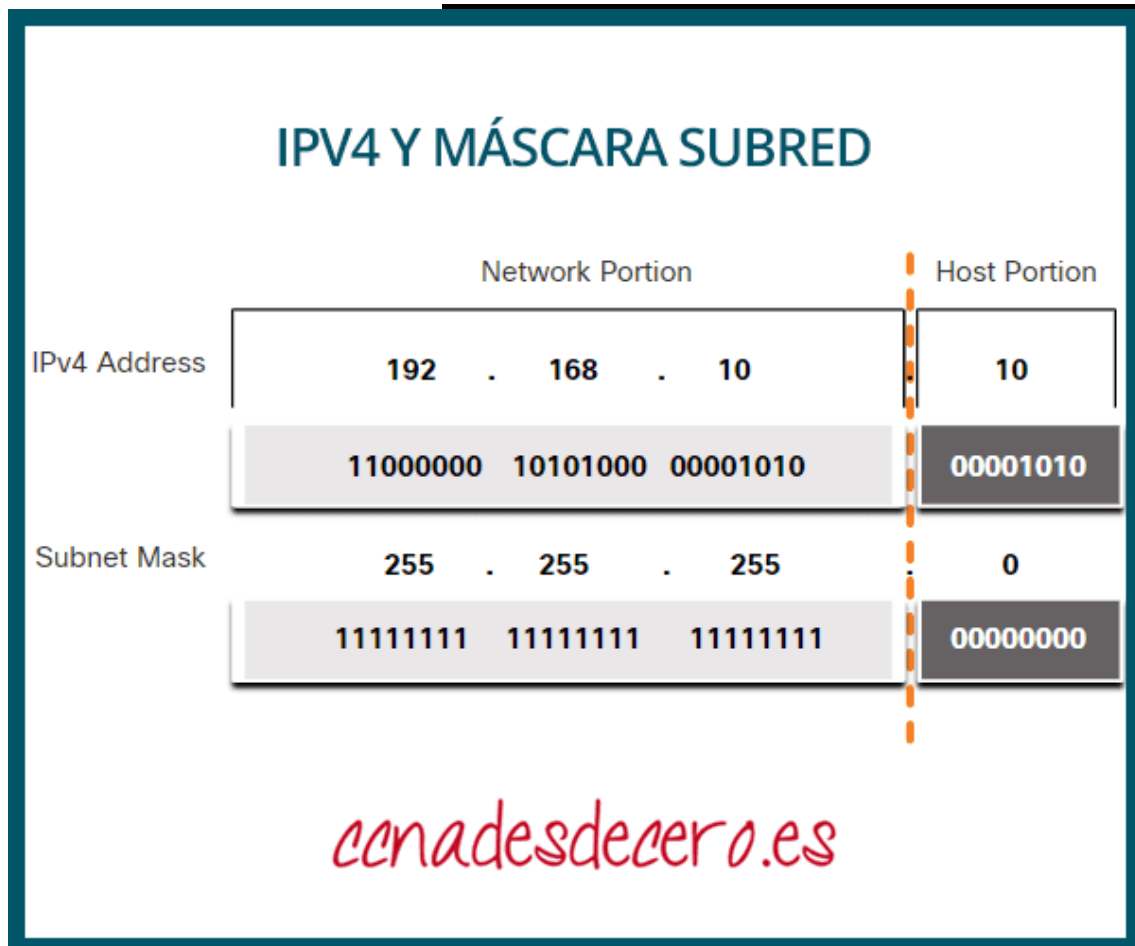 IPV4 Y MÁSCARA SUBRED
Network Portion Host Portion
IPv4 Address 192 . 168 . 10 . 10
11000000 10101000 00001010 00001010
Subnet Mask 255 . 255 . 255 . 0
11111111 11111111 11111111 00000000
ccnadesdecero.es